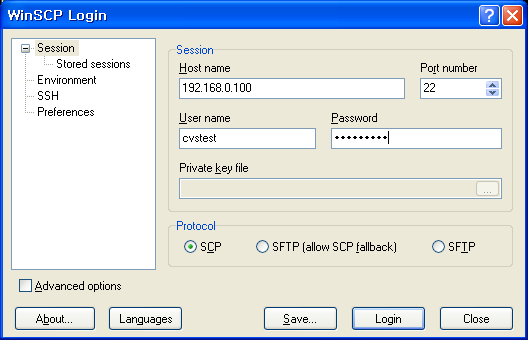 WinSCP Login
Session
Stored sessions
Environment
SSH
Preferences
Session
Host name
Port number
192.168.0.100
22
User name
Password
cvstest
•••••••••
Private key file
...
Protocol
SCP
SFTP (allow SCP fallback)
SFTP
Advanced options
About...
Languages
Save...
Login
Close